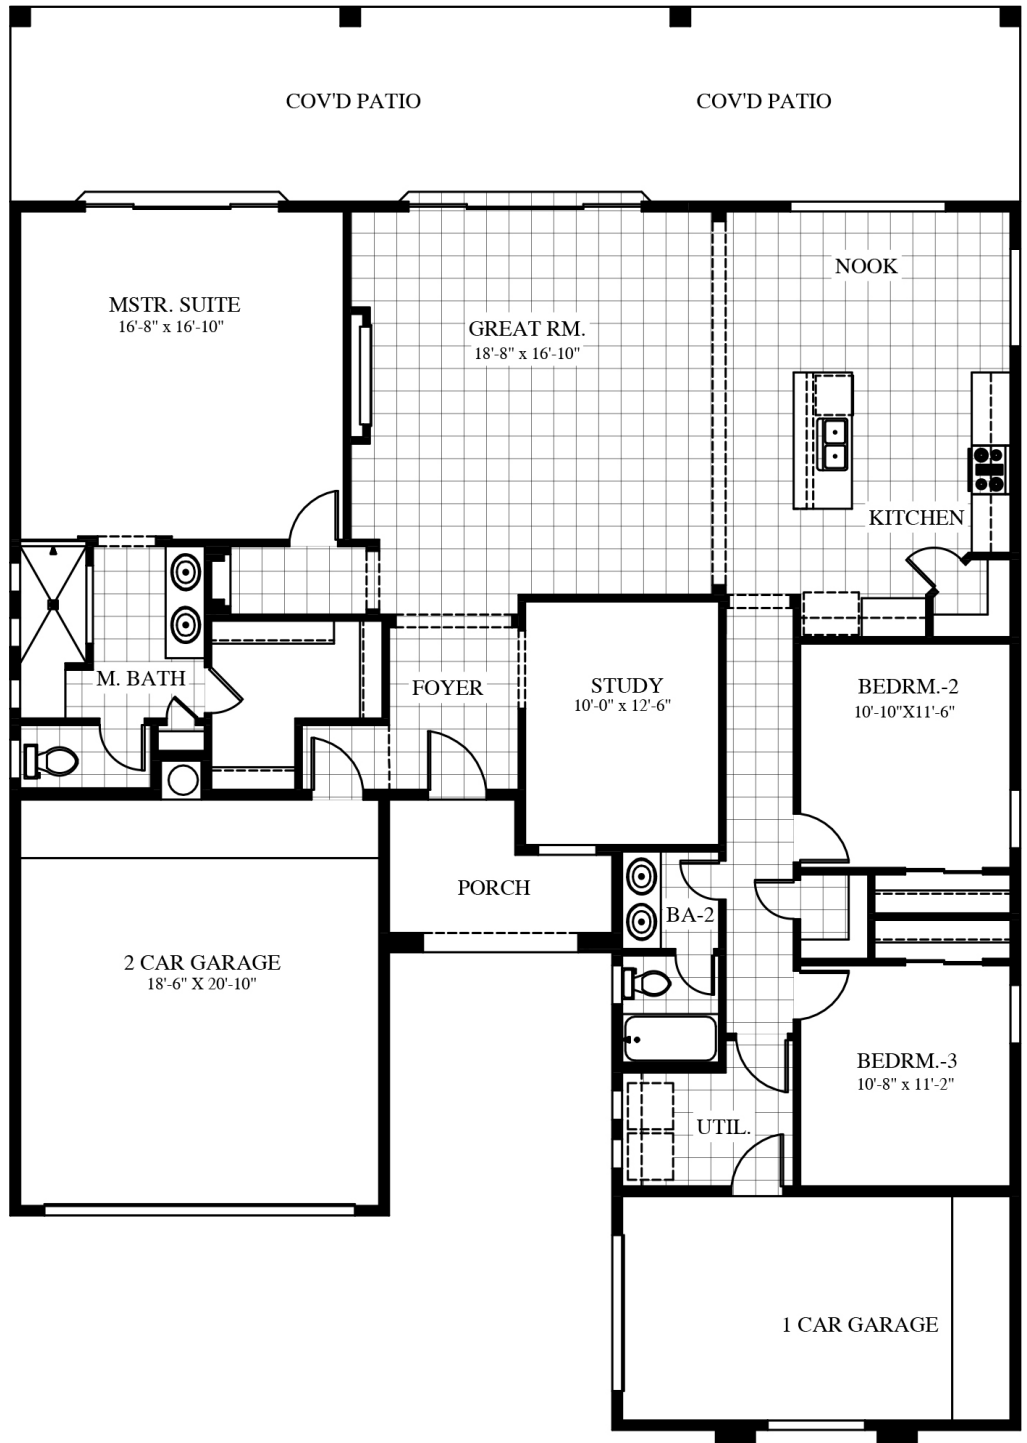 COV'D PATIO
COV'D PATIO
NOOK
MSTR. SUITE
16'-8" x 16'-10"
GREAT RM.
18'-8" x 16'-10"
KITCHEN
M. BATH
FOYER
STUDY
10'-0" x 12'-6"
BEDRM.-2
10'-10"X11'-6"
PORCH
BA-2
2 CAR GARAGE
18'-6" X 20'-10"
BEDRM.-3
10'-8" x 11'-2"
UTIL.
1 CAR GARAGE